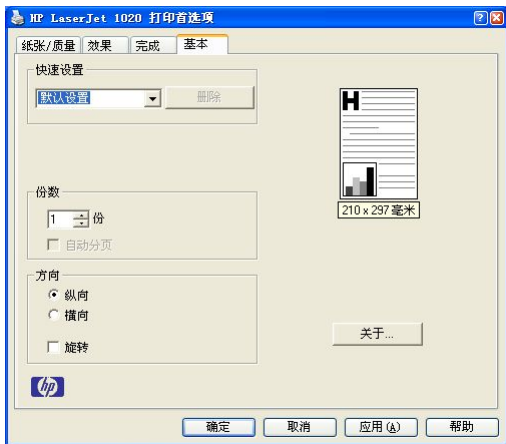 HP LaserJet 1020 打印首选项
纸张/质量 效果 完成 基本
快速设置
默认设置 删除
H
210 x 297 毫米
份数
1 份
自动分页
方向
纵向
横向
旋转
关于...
hp
确定 取消 应用(A) 帮助